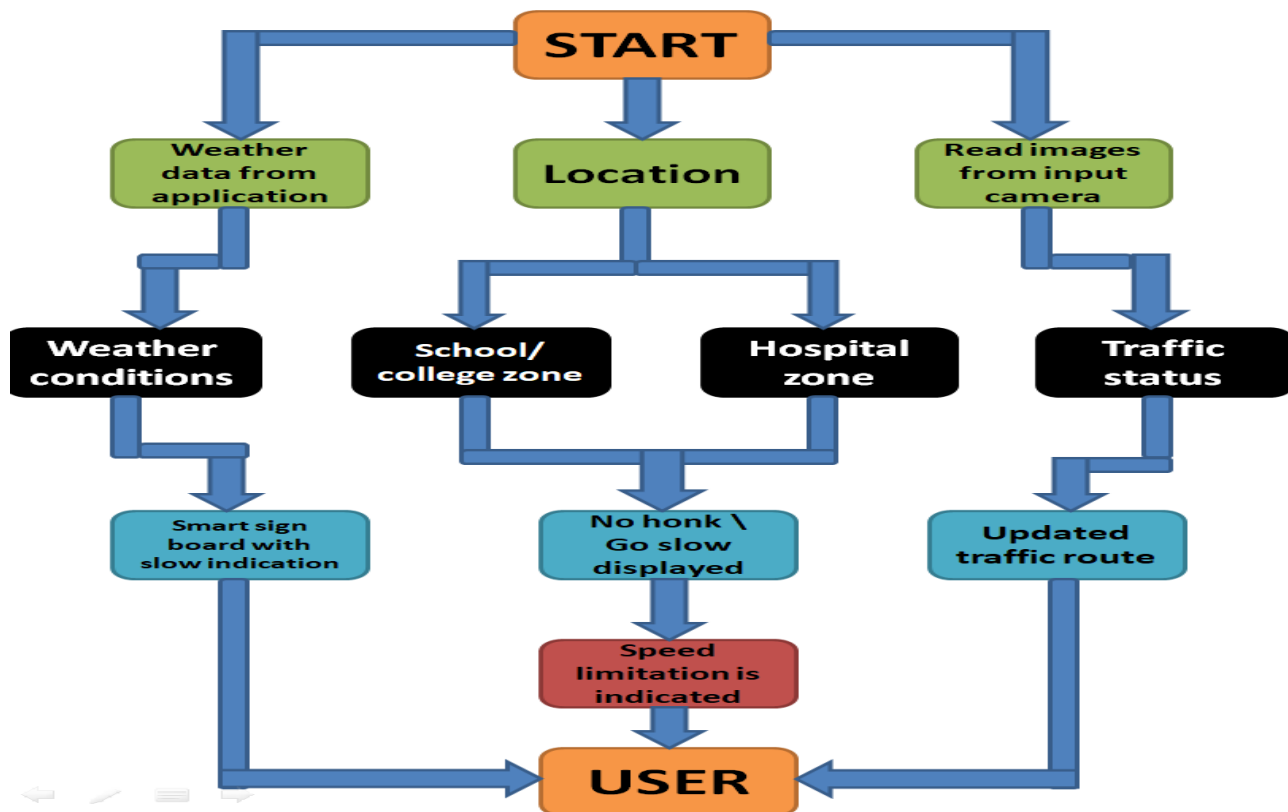 START
Weather
data from
application
Location
Read images
from input
camera
Weather
conditions
School/
college zone
Hospital
zone
Traffic
status
Smart sign
board with
slow indication
No honk \
Go slow
displayed
Updated
traffic route
Speed
limitation is
indicated
USER